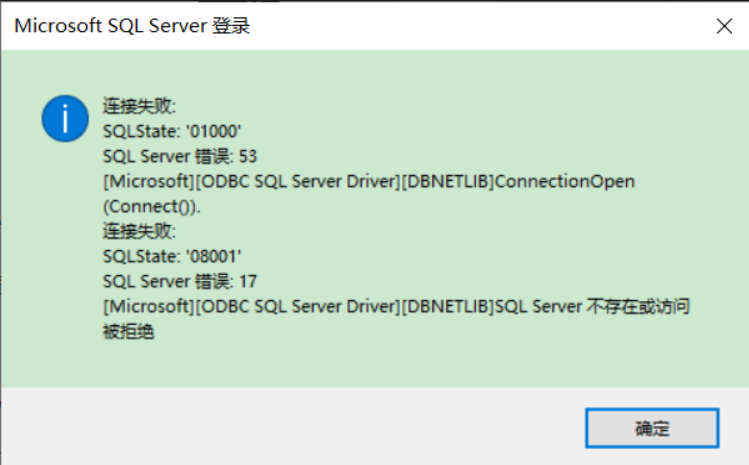 Microsoft SQL Server 登录
连接失败:
SQLState: '01000'
SQL Server 错误: 53
[Microsoft][ODBC SQL Server Driver][DBNETLIB]ConnectionOpen
(Connect()).
连接失败:
SQLState: '08001'
SQL Server 错误: 17
[Microsoft][ODBC SQL Server Driver][DBNETLIB]SQL Server 不存在或访问
被拒绝
确定